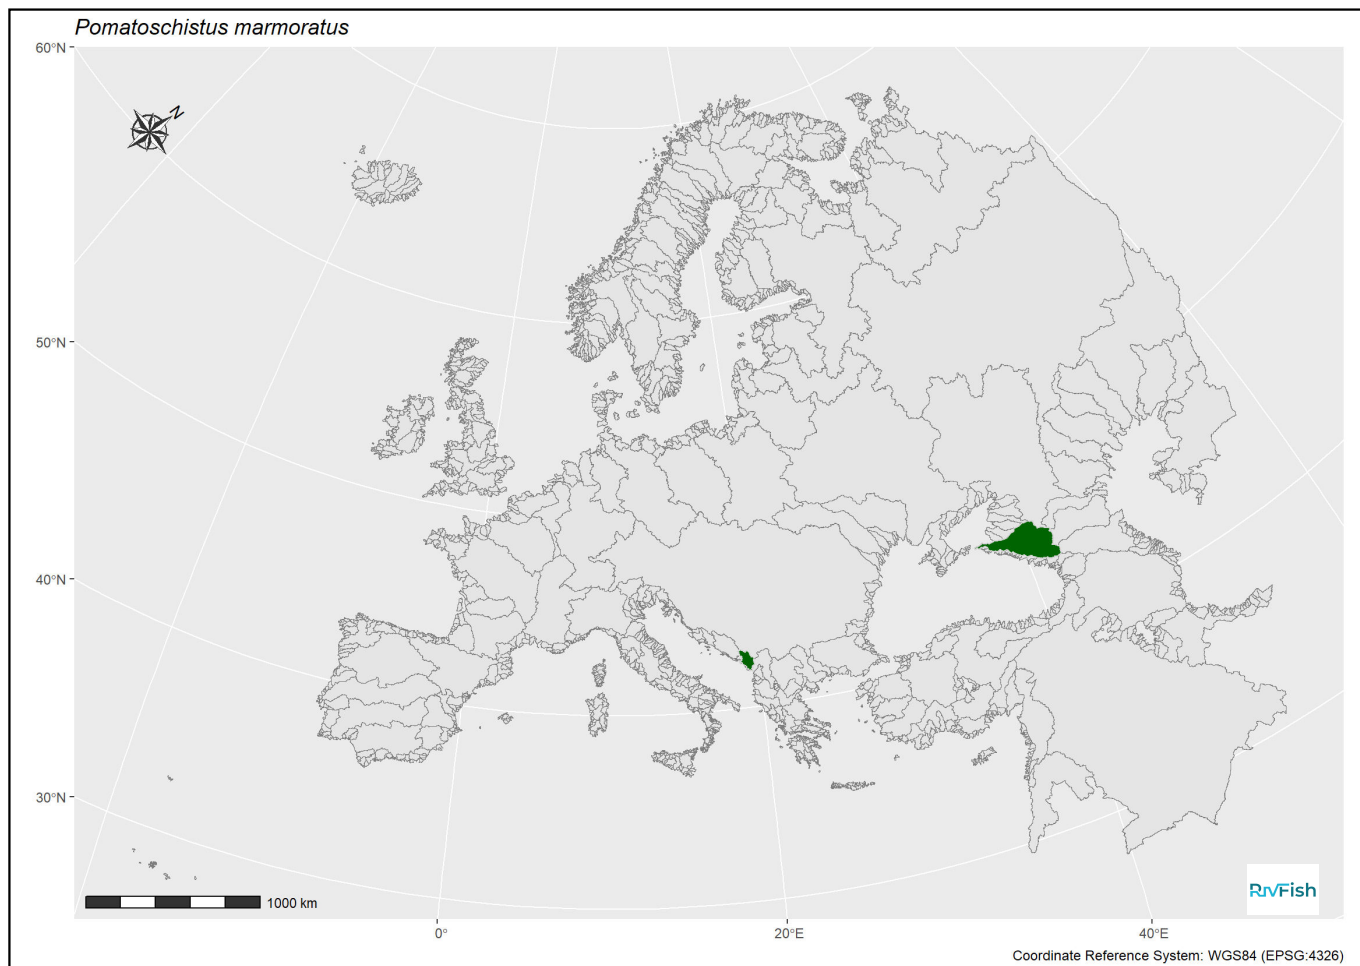 Pomatoschistus marmoratus
60°N
N
50°N
40°N
30°N
1000 km
RIVFish
0°
20°E
40°E
Coordinate Reference System: WGS84 (EPSG:4326)